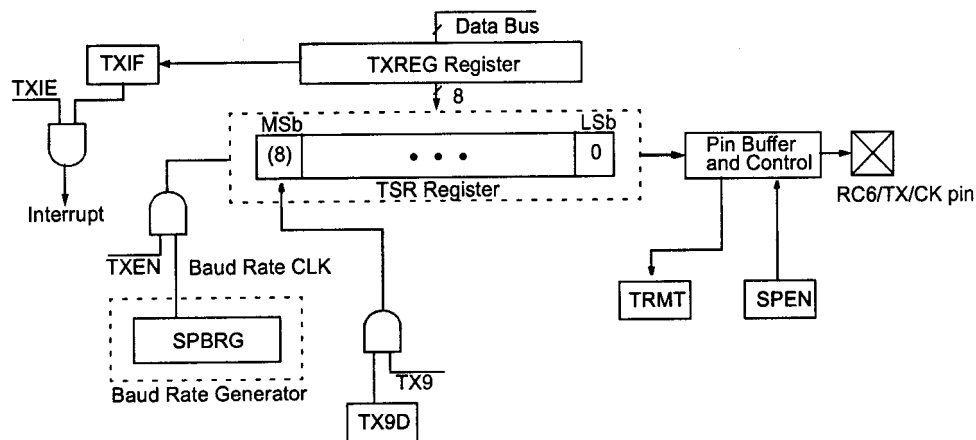 Data Bus
TXIF
TXREG Register
TXIE
8
MSb
LSb
(8)
• • •
0
TSR Register
Pin Buffer
and Control
RC6/TX/CK pin
Interrupt
TXEN
Baud Rate CLK
TRMT
SPEN
SPBRG
TX9
Baud Rate Generator
TX9D